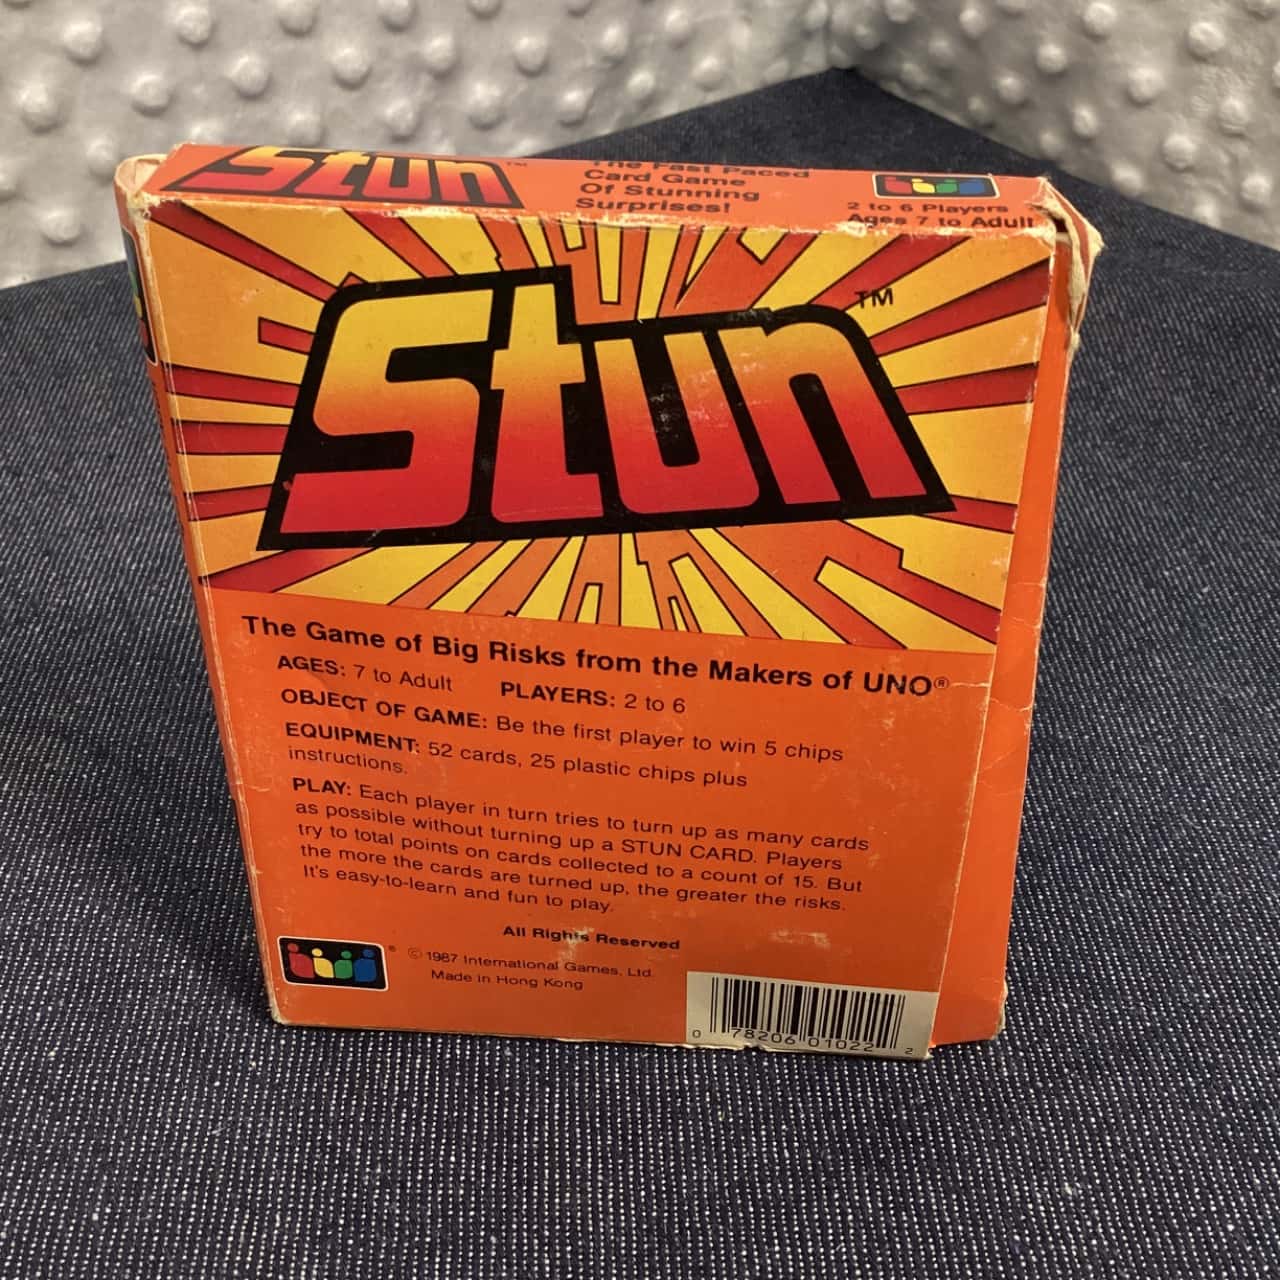 Stun™
The Fast Paced
Card Game
Of Stunning
Surprises!
2 to 6 Players
Ages 7 to Adult
Stun™
The Game of Big Risks from the Makers of UNO®
AGES: 7 to Adult PLAYERS: 2 to 6
OBJECT OF GAME: Be the first player to win 5 chips
EQUIPMENT: 52 cards, 25 plastic chips plus
instructions.
PLAY: Each player in turn tries to turn up as many cards
as possible without turning up a STUN CARD. Players
try to total points on cards collected to a count of 15. But
the more the cards are turned up, the greater the risks.
It's easy-to-learn and fun to play.
All Rights Reserved
® © 1987 International Games, Ltd.
Made in Hong Kong
0 78206 01022 2